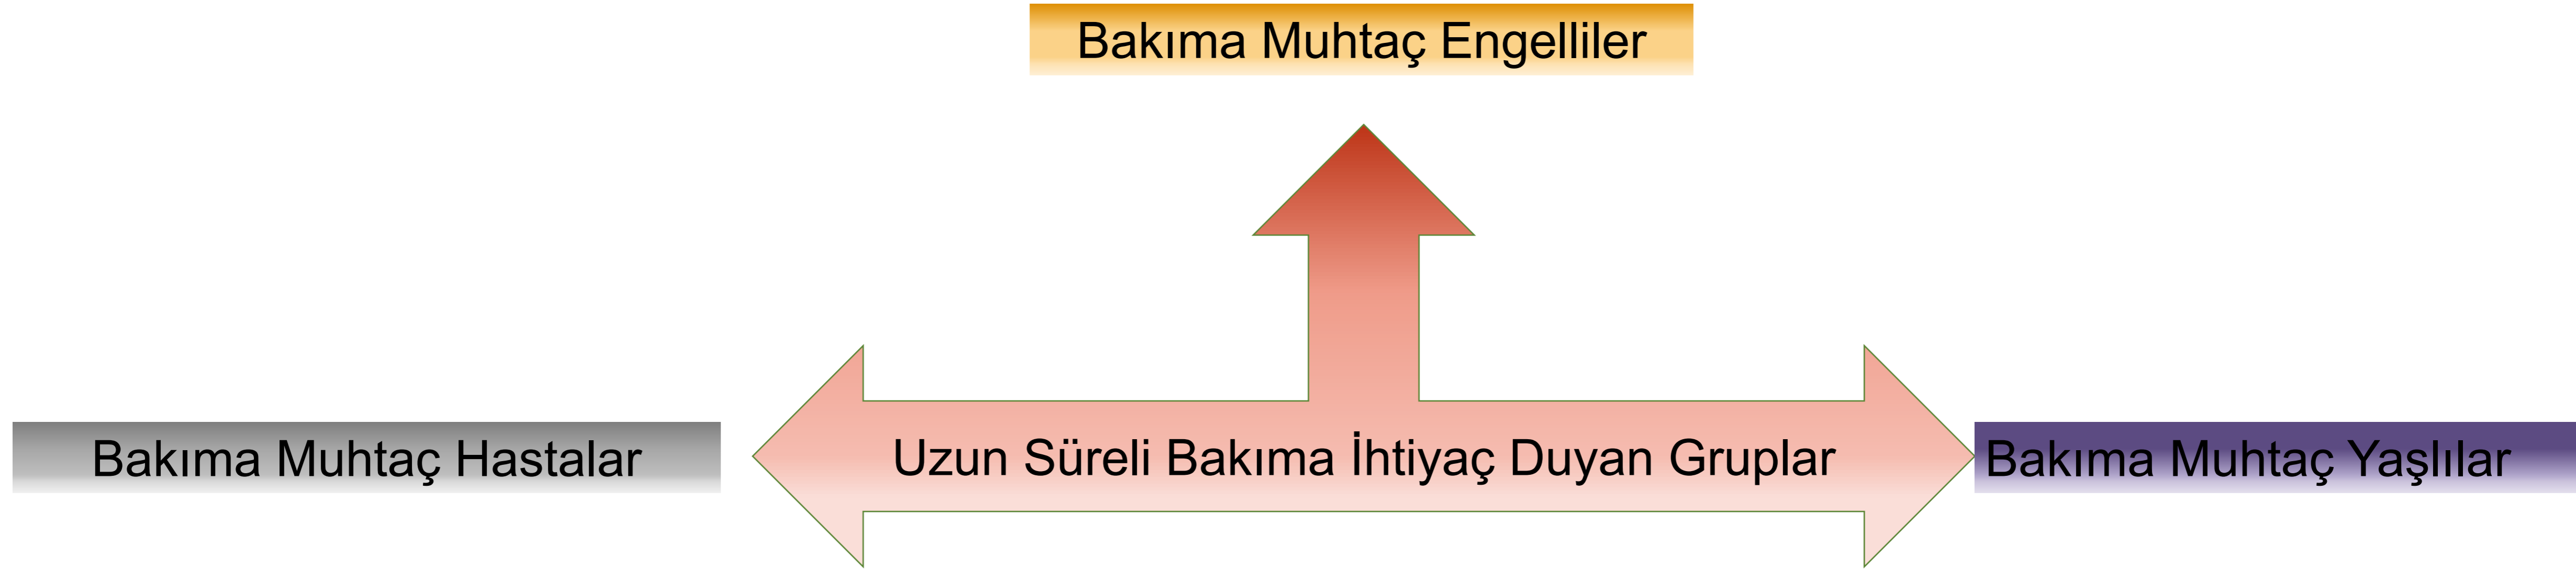 Bakıma Muhtaç Engelliler
Bakıma Muhtaç Hastalar
Uzun Süreli Bakıma İhtiyaç Duyan Gruplar
Bakıma Muhtaç Yaşlılar